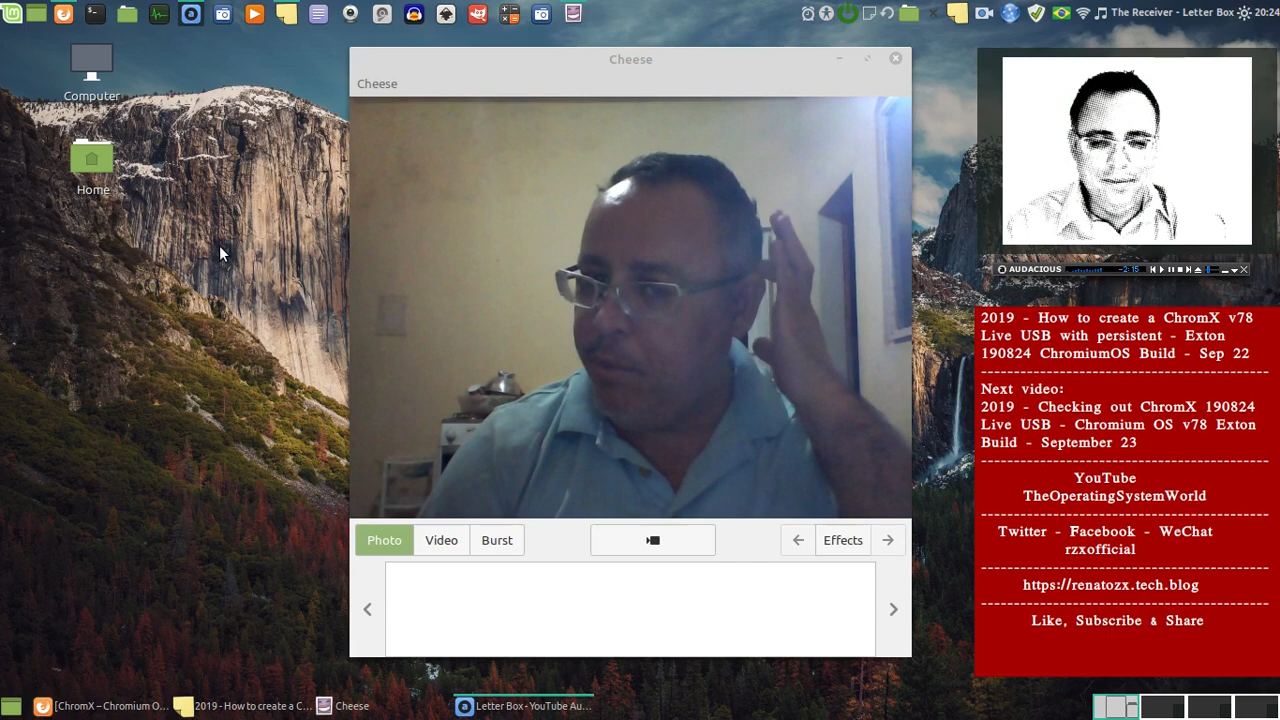 The Receiver - Letter Box
20:24
Computer
Home
Cheese
Cheese
Photo
Video
Burst
Effects
AUDACIOUS
-2:15
2019 - How to create a ChromX v78
Live USB with persistent - Exton
190824 ChromiumOS Build - Sep 22
--------------------------------------
Next video:
2019 - Checking out ChromX 190824
Live USB - Chromium OS v78 Exton
Build - September 23
--------------------------------------
YouTube
TheOperatingSystemWorld
--------------------------------------
Twitter - Facebook - WeChat
rzxofficial
--------------------------------------
https://renatozx.tech.blog
--------------------------------------
Like, Subscribe & Share
[ChromX – Chromium O...
2019 - How to create a C...
Cheese
Letter Box - YouTube Au...